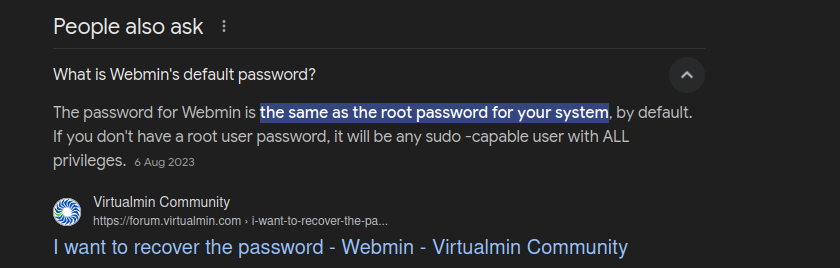 People also ask
What is Webmin's default password?
The password for Webmin is the same as the root password for your system, by default.
If you don't have a root user password, it will be any sudo -capable user with ALL
privileges. 6 Aug 2023
Virtualmin Community
https://forum.virtualmin.com › i-want-to-recover-the-pa...
I want to recover the password - Webmin - Virtualmin Community